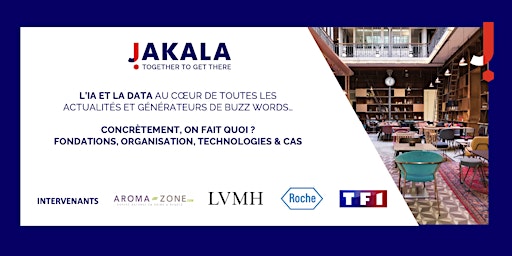 JAKALA
TOGETHER TO GET THERE
L'IA ET LA DATA AU CŒUR DE TOUTES LES
ACTUALITÉS ET GÉNÉRATEURS DE BUZZ WORDS...
CONCRÈTEMENT, ON FAIT QUOI ?
FONDATIONS, ORGANISATION, TECHNOLOGIES & CAS
INTERVENANTS
AROMA-ZONE
LVMH
Roche
TF1